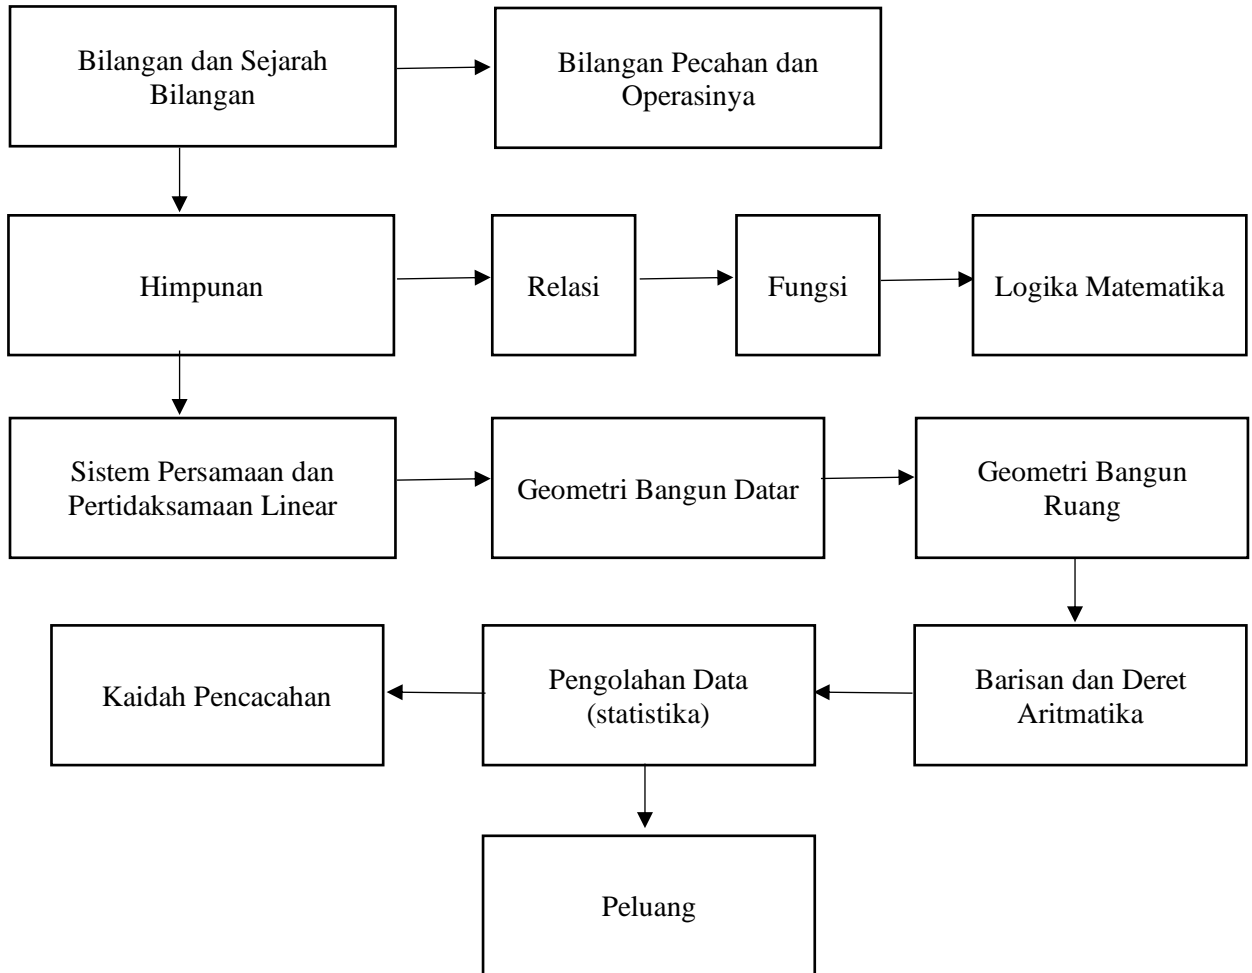 Bilangan dan Sejarah
Bilangan
Bilangan Pecahan dan
Operasinya
Himpunan
Relasi
Fungsi
Logika Matematika
Sistem Persamaan dan
Pertidaksamaan Linear
Geometri Bangun Datar
Geometri Bangun
Ruang
Kaidah Pencacahan
Pengolahan Data
(statistika)
Barisan dan Deret
Aritmatika
Peluang